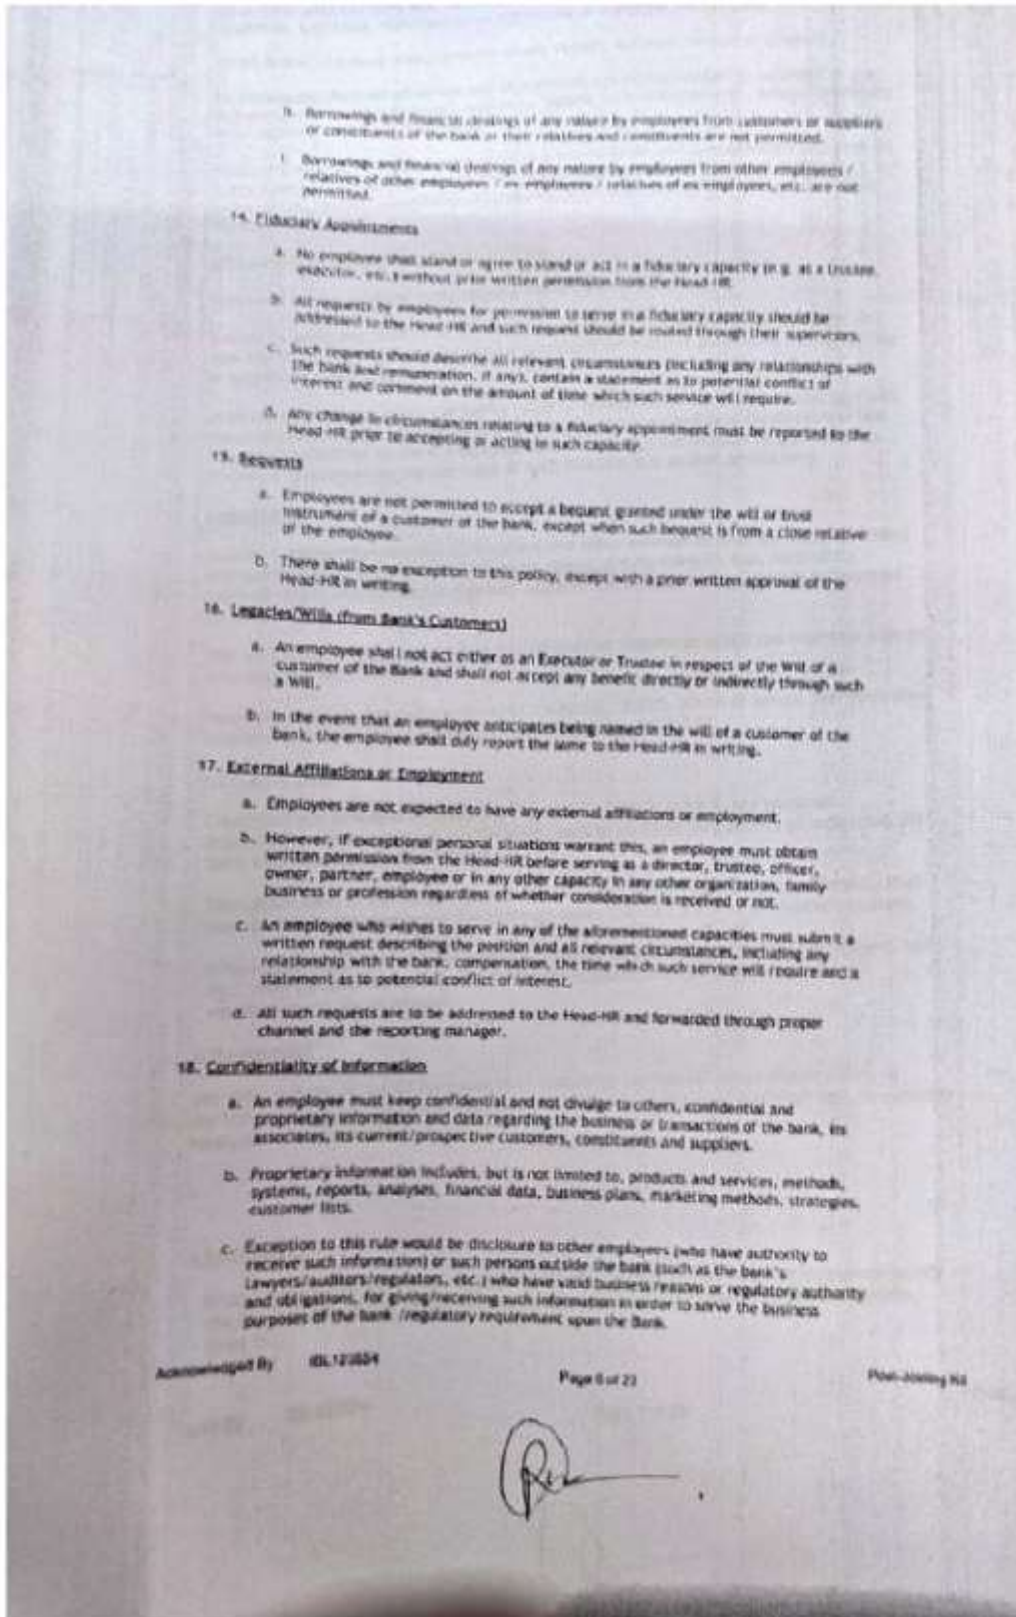 Borrowings and financial dealings of any nature by employees from customers or suppliers
or constituents of the bank or their relatives and constituents are not permitted.
Borrowings and financial dealings of any nature by employees from other employees /
relatives of other employees / ex employees / relatives of ex employees, etc. are not
permitted.
14. Fiduciary Appointments
a. No employee shall stand or agree to stand or act in a fiduciary capacity (e.g. as a trustee,
executor, etc.) without prior written permission from the Head-HR.
b. All requests by employees for permission to serve in a fiduciary capacity should be
addressed to the Head-HR and such request should be routed through their supervisors.
c. Such requests should describe all relevant circumstances (including any relationships with
the bank and remuneration, if any), contain a statement as to potential conflict of
interest and comment on the amount of time which such service will require.
d. Any change in circumstances relating to a fiduciary appointment must be reported to the
Head-HR prior to accepting or acting in such capacity.
15. Bequests
a. Employees are not permitted to accept a bequest granted under the will or trust
instrument of a customer of the bank, except when such bequest is from a close relative
of the employee.
b. There shall be no exception to this policy, except with a prior written approval of the
Head-HR in writing.
16. Legacies/Wills (from Bank's Customers)
a. An employee shall not act either as an Executor or Trustee in respect of the Will of a
customer of the Bank and shall not accept any benefit directly or indirectly through such
a Will.
b. In the event that an employee anticipates being named in the will of a customer of the
bank, the employee shall duly report the same to the Head-HR in writing.
17. External Affiliations or Employment
a. Employees are not expected to have any external affiliations or employment.
b. However, if exceptional personal situations warrant this, an employee must obtain
written permission from the Head-HR before serving as a director, trustee, officer,
owner, partner, employee or in any other capacity in any other organization, family
business or profession regardless of whether consideration is received or not.
c. An employee who wishes to serve in any of the aforementioned capacities must submit a
written request describing the position and all relevant circumstances, including any
relationship with the bank, compensation, the time which such service will require and a
statement as to potential conflict of interest.
d. All such requests are to be addressed to the Head-HR and forwarded through proper
channel and the reporting manager.
18. Confidentiality of Information
a. An employee must keep confidential and not divulge to others, confidential and
proprietary information and data regarding the business or transactions of the bank, its
associates, its current/prospective customers, constituents and suppliers.
b. Proprietary information includes, but is not limited to, products and services, methods,
systems, reports, analyses, financial data, business plans, marketing methods, strategies,
customer lists.
c. Exception to this rule would be disclosure to other employees (who have authority to
receive such information) or such persons outside the bank (such as the bank's
Lawyers/auditors/regulators, etc.) who have valid business reasons or regulatory authority
and obligations, for giving/receiving such information in order to serve the business
purposes of the bank /regulatory requirement upon the Bank.
Acknowledged By
Page of 23
Post-Joining Kit